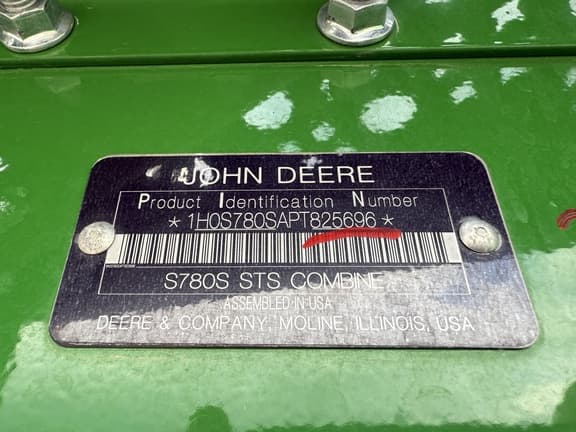 JOHN DEERE
Product Identification Number
*1H0S780SAPT825696*
S780S STS COMBINE
ASSEMBLED IN USA
DEERE & COMPANY, MOLINE, ILLINOIS, USA